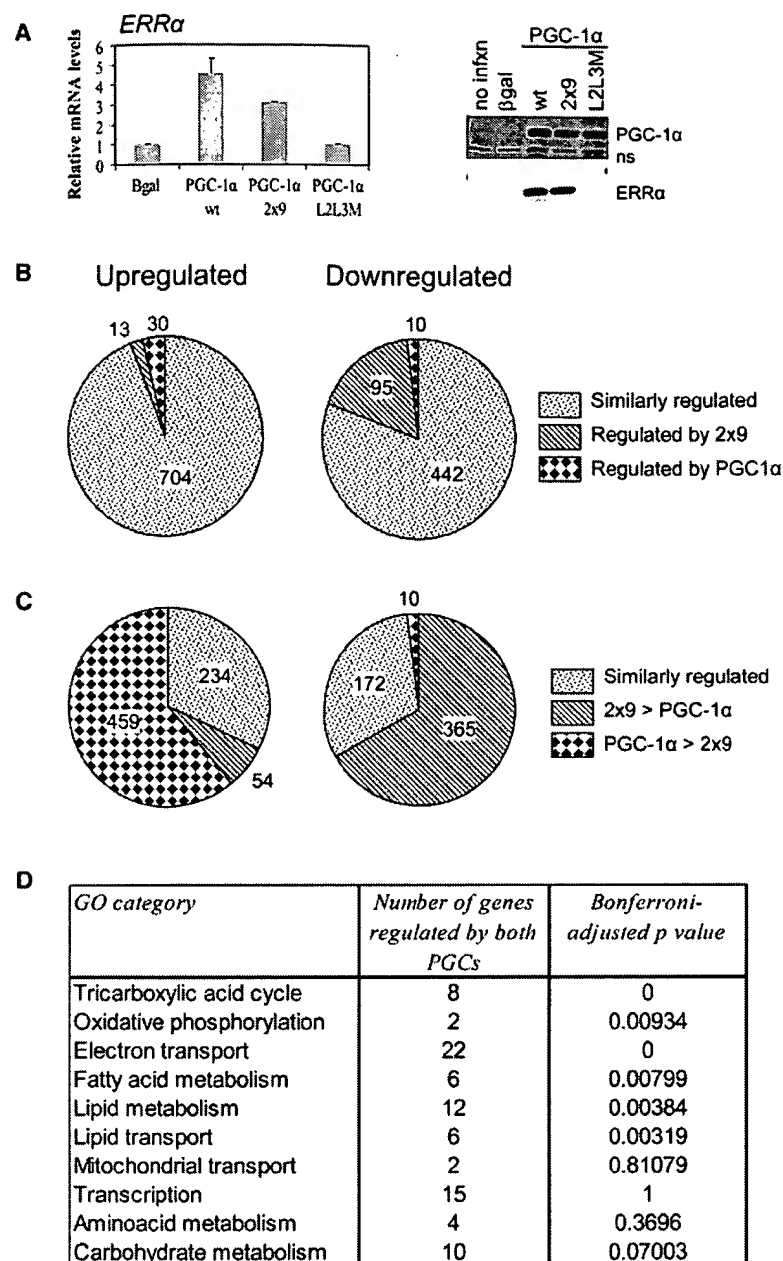 A
ERRα
Relative mRNA levels
6
5
4
3
2
1
0
Bgal
PGC-1α wt
PGC-1α 2x9
PGC-1α L2L3M
PGC-1α
no infxn
βgal
wt
2x9
L2L3M
PGC-1α
ns
ERRα
B
Upregulated
Downregulated
13
30
704
10
95
442
Similarly regulated
Regulated by 2x9
Regulated by PGC1α
C
234
459
54
10
172
365
Similarly regulated
2x9 > PGC-1α
PGC-1α > 2x9
D
GO category
Number of genes regulated by both PGCs
Bonferroni-adjusted p value
Tricarboxylic acid cycle 8 0
Oxidative phosphorylation 2 0.00934
Electron transport 22 0
Fatty acid metabolism 6 0.00799
Lipid metabolism 12 0.00384
Lipid transport 6 0.00319
Mitochondrial transport 2 0.81079
Transcription 15 1
Aminoacid metabolism 4 0.3696
Carbohydrate metabolism 10 0.07003